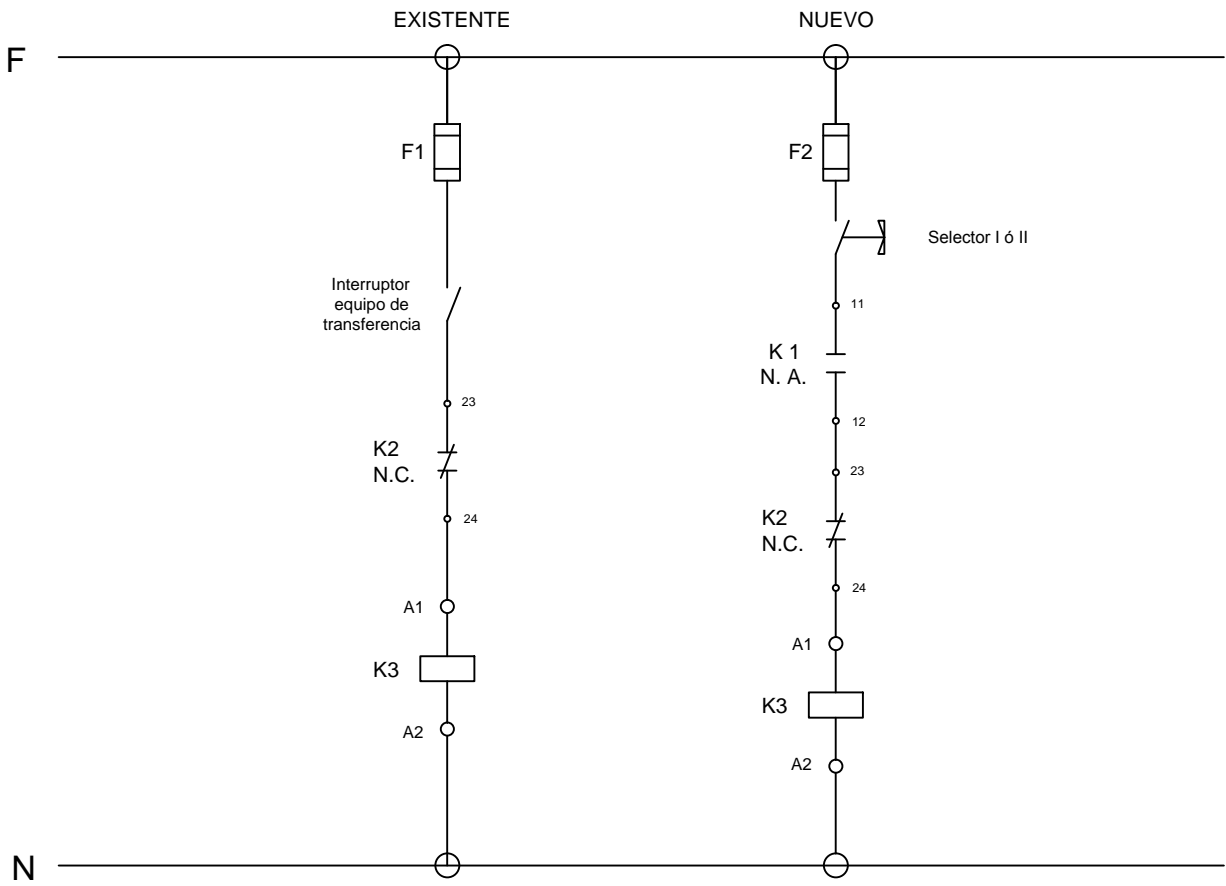 EXISTENTE
NUEVO
F
F1
F2
Selector I ó II
Interruptor
equipo de
transferencia
11
K 1
N. A.
23
12
K2
N.C.
23
24
K2
N.C.
24
A1
A1
K3
K3
A2
A2
N